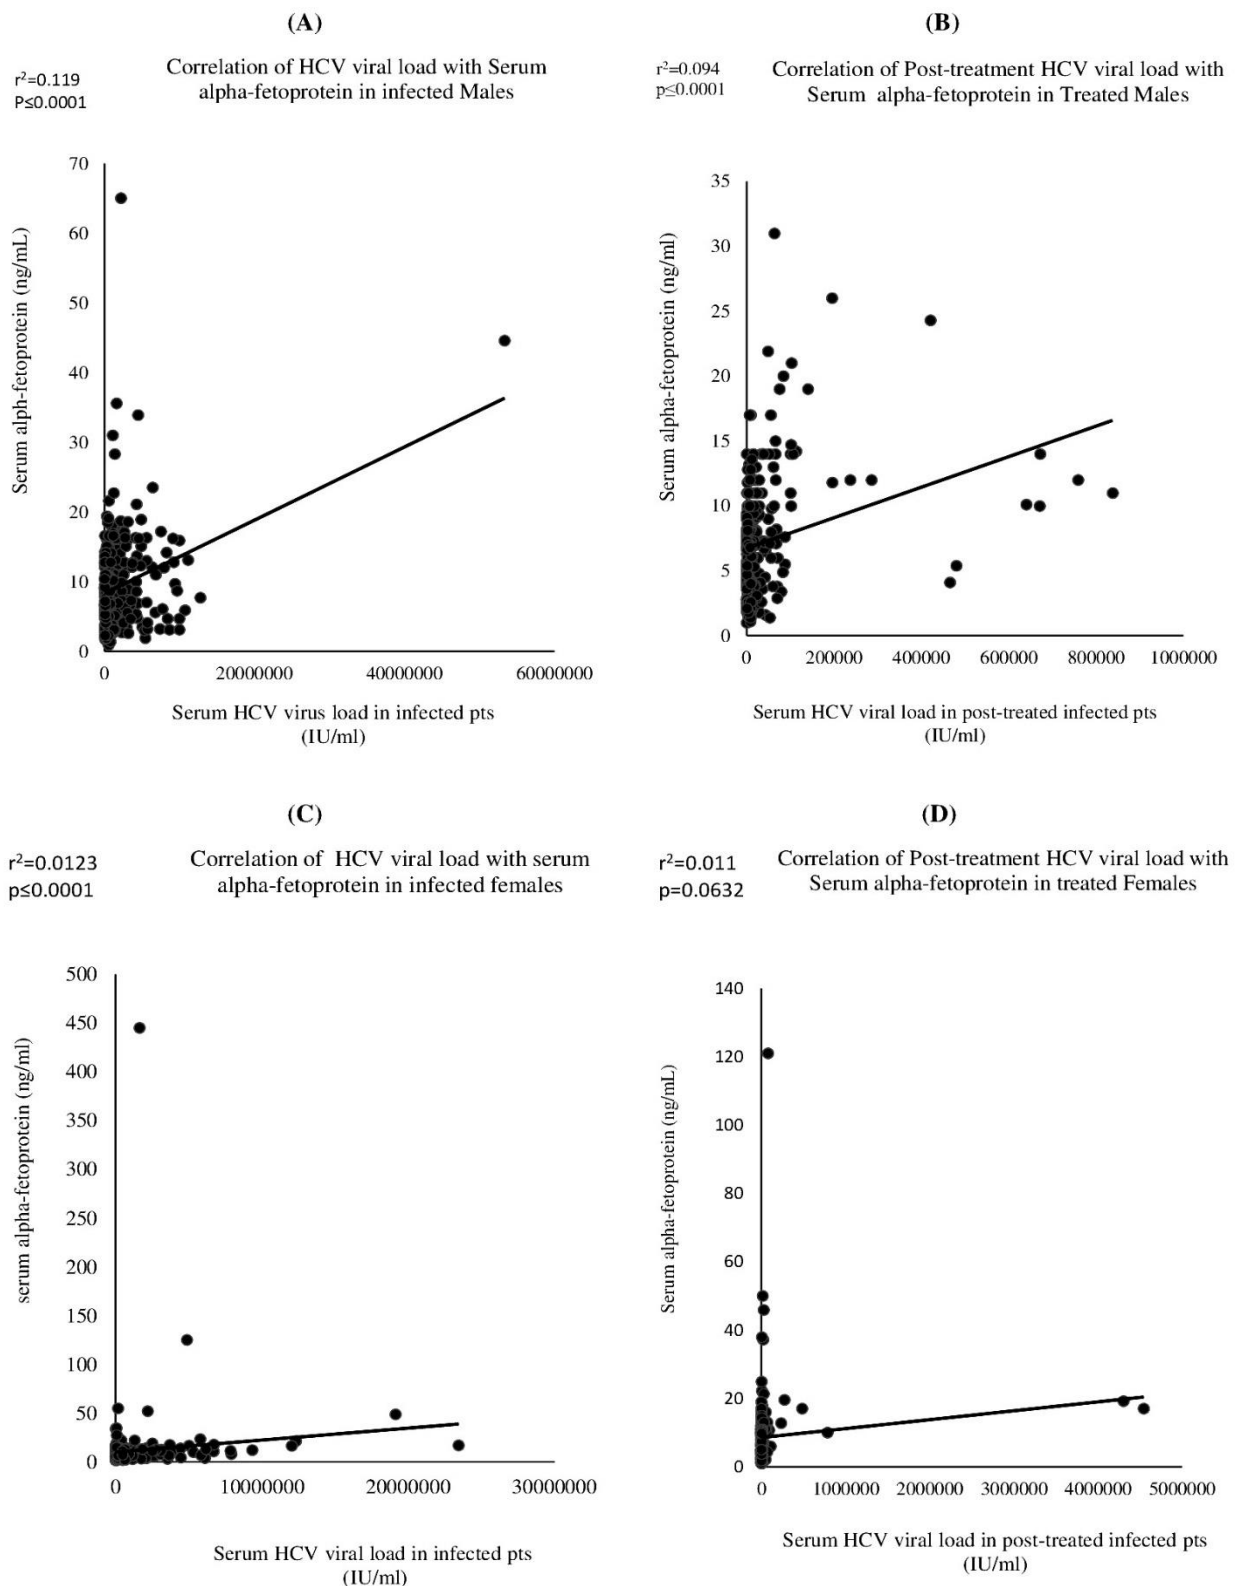 (A)
r²=0.119
P≤0.0001
Correlation of HCV viral load with Serum
alpha-fetoprotein in infected Males
70
60
50
40
30
20
10
0
Serum alph-fetoprotein (ng/mL)
0 20000000 40000000 60000000
Serum HCV virus load in infected pts
(IU/ml)
(B)
r²=0.094
p≤0.0001
Correlation of Post-treatment HCV viral load with
Serum alpha-fetoprotein in Treated Males
35
30
25
20
15
10
5
0
Serum alpha-fetoprotein (ng/ml)
0 200000 400000 600000 800000 1000000
Serum HCV viral load in post-treated infected pts
(IU/ml)
(C)
r²=0.0123
p≤0.0001
Correlation of HCV viral load with serum
alpha-fetoprotein in infected females
500
450
400
350
300
250
200
150
100
50
0
serum alpha-fetoprotein (ng/ml)
0 10000000 20000000 30000000
Serum HCV viral load in infected pts
(IU/ml)
(D)
r²=0.011
p=0.0632
Correlation of Post-treatment HCV viral load with
Serum alpha-fetoprotein in treated Females
140
120
100
80
60
40
20
0
Serum alpha-fetoprotein (ng/mL)
0 1000000 2000000 3000000 4000000 5000000
Serum HCV viral load in post-treated infected pts
(IU/ml)